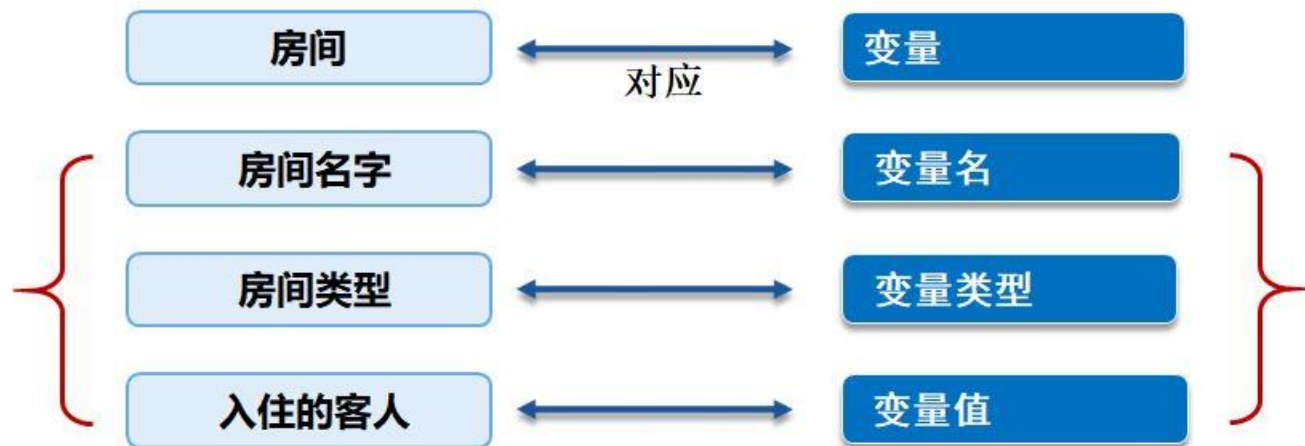 房间
变量
对应
房间名字
变量名
房间类型
变量类型
入住的客人
变量值